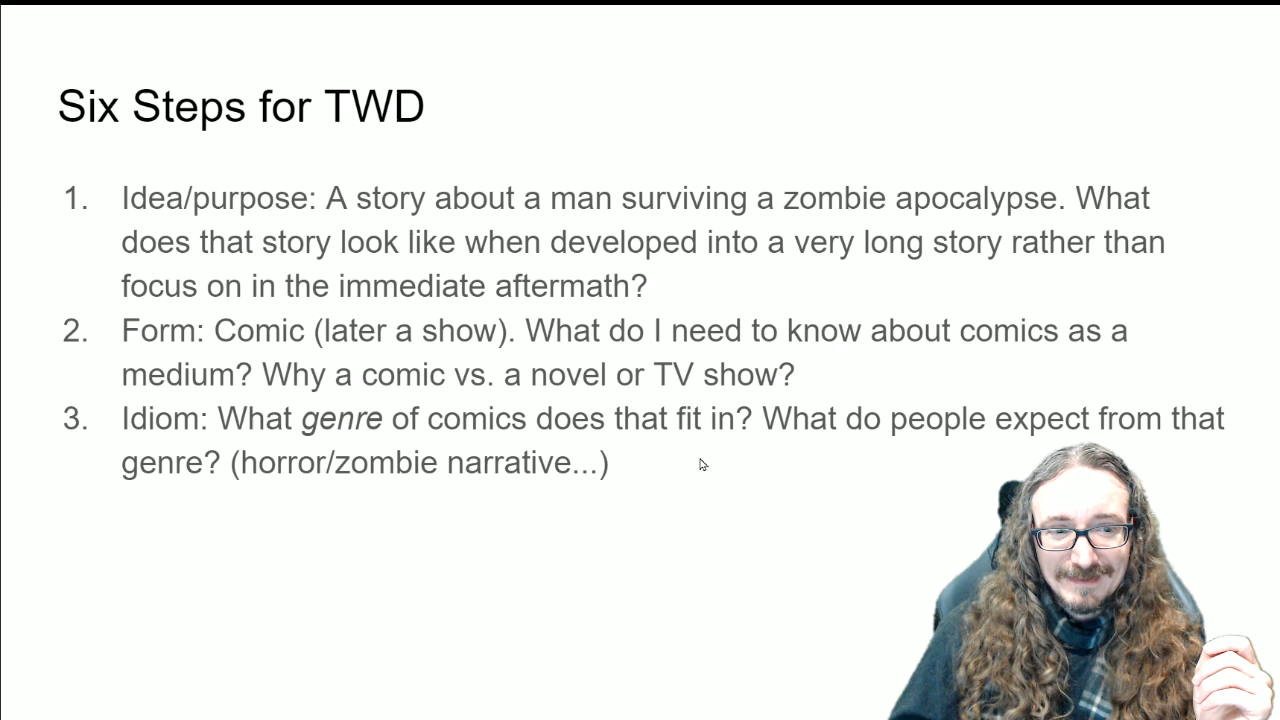 Six Steps for TWD
1. Idea/purpose: A story about a man surviving a zombie apocalypse. What
does that story look like when developed into a very long story rather than
focus on in the immediate aftermath?
2. Form: Comic (later a show). What do I need to know about comics as a
medium? Why a comic vs. a novel or TV show?
3. Idiom: What genre of comics does that fit in? What do people expect from that
genre? (horror/zombie narrative...)